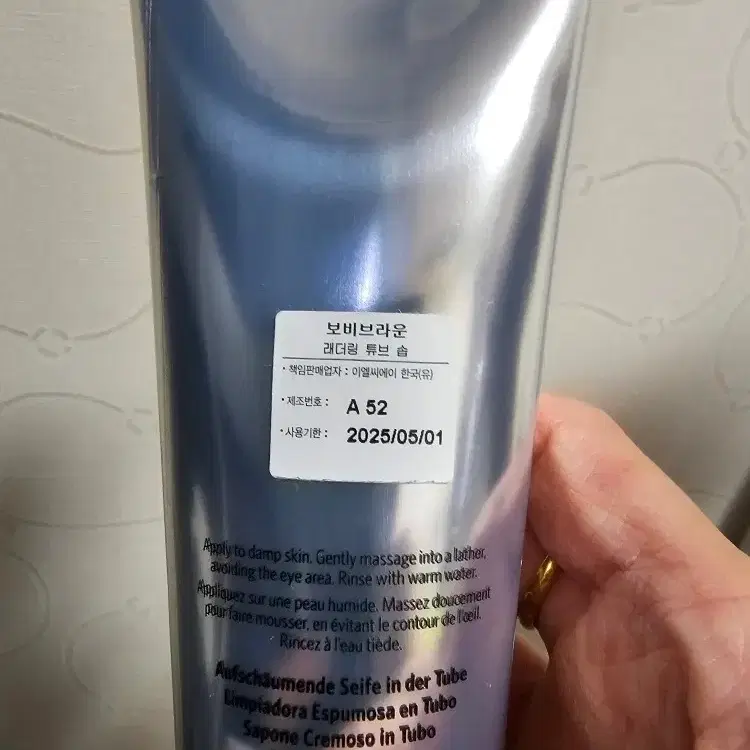 보비브라운
래더링 튜브 솝
· 책임판매업자 : 이엘씨에이 한국(유)
· 제조번호 : A 52
· 사용기한 : 2025/05/01
Apply to damp skin. Gently massage into a lather,
avoiding the eye area. Rinse with warm water.
Appliquez sur une peau humide. Massez doucement
pour faire mousser, en évitant le contour de l'œil.
Rincez à l'eau tiède.
Aufschäumende Seife in der Tube
Limpiadora Espumosa en Tubo
Sapone Cremoso in Tubo